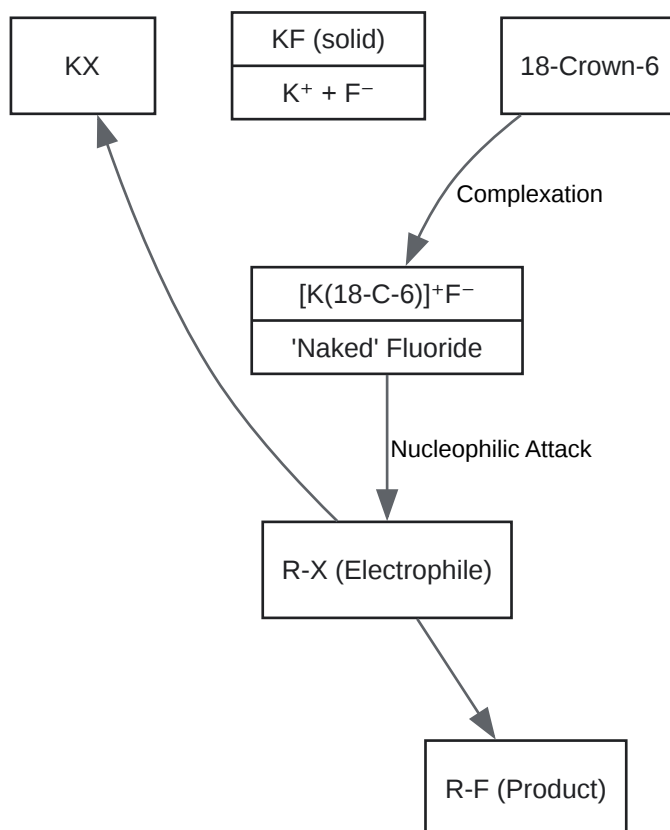 KX
KF (solid)
K⁺ + F⁻
18-Crown-6
Complexation
[K(18-C-6)]⁺F⁻
'Naked' Fluoride
Nucleophilic Attack
R-X (Electrophile)
R-F (Product)